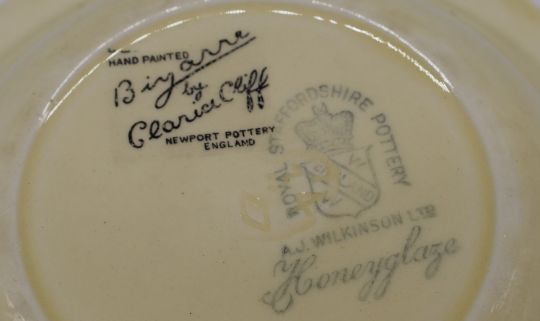 HAND PAINTED
Bizarre
by
Clarice Cliff
NEWPORT POTTERY
ENGLAND
ROYAL STAFFORDSHIRE POTTERY
A.J. WILKINSON LTD
Honeyglaze